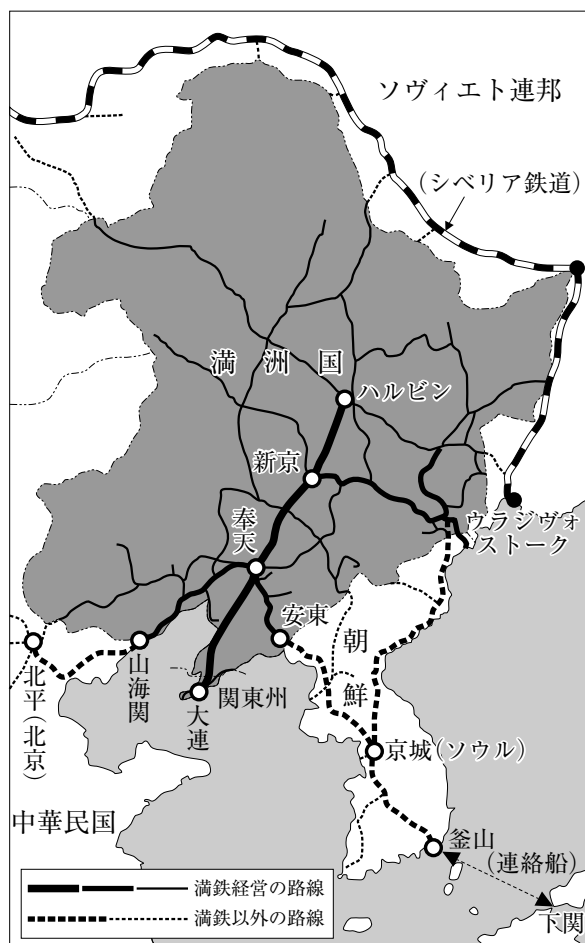 ソヴィエト連邦
(シベリア鉄道)
満洲国
ハルビン
新京
ウラジヴォ
ストーク
奉天
安東
朝鮮
山海関
北平(北京)
大連
関東州
京城(ソウル)
中華民国
釜山
(連絡船)
下関
満鉄経営の路線
満鉄以外の路線